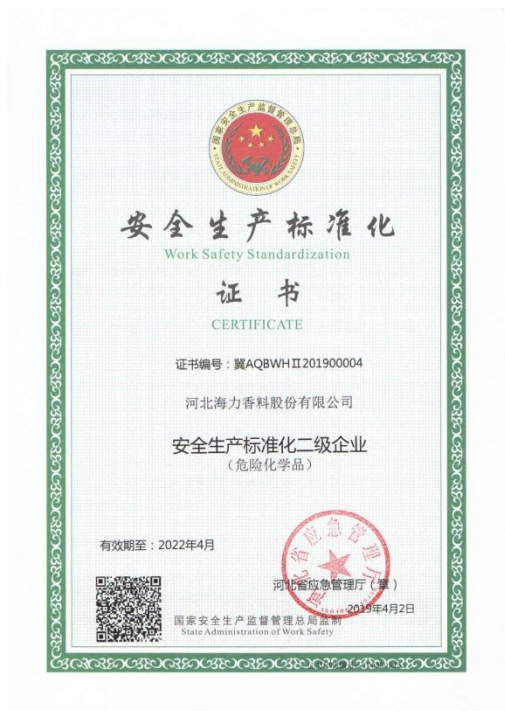 国家安全生产监督管理总局
STATE ADMINISTRATION OF WORK SAFETY
安全生产标准化
Work Safety Standardization
证 书
CERTIFICATE
证书编号：冀AQBWHⅡ201900004
河北海力香料股份有限公司
安全生产标准化二级企业
（危险化学品）
有效期至：2022年4月
河北省应急管理厅
河北省应急管理厅（章）
2019年4月2日
国家安全生产监督管理总局监制
State Administration of Work Safety